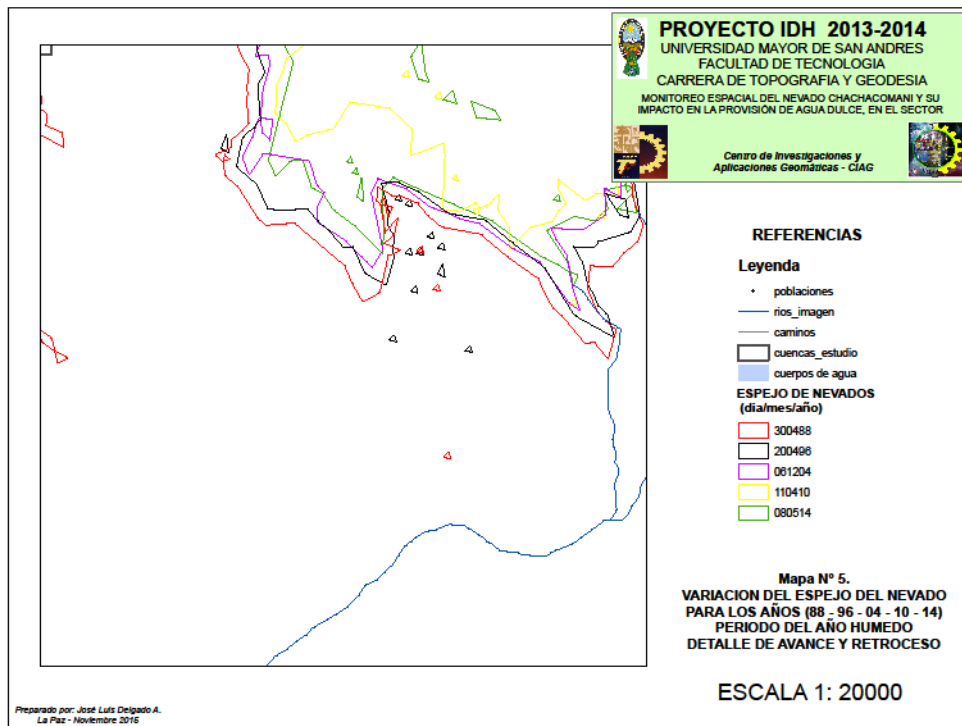 PROYECTO IDH 2013-2014
UNIVERSIDAD MAYOR DE SAN ANDRES
FACULTAD DE TECNOLOGIA
CARRERA DE TOPOGRAFIA Y GEODESIA
MONITOREO ESPACIAL DEL NEVADO CHACHACOMANI Y SU
IMPACTO EN LA PROVISIÓN DE AGUA DULCE, EN EL SECTOR
Centro de Investigaciones y
Aplicaciones Geomáticas - CIAG
REFERENCIAS
Leyenda
poblaciones
rios_imagen
caminos
cuencas_estudio
cuerpos de agua
ESPEJO DE NEVADOS
(dia/mes/año)
300488
200496
061204
110410
080514
Mapa Nº 5.
VARIACION DEL ESPEJO DEL NEVADO
PARA LOS AÑOS (88 - 96 - 04 - 10 - 14)
PERIODO DEL AÑO HUMEDO
DETALLE DE AVANCE Y RETROCESO
ESCALA 1: 20000
Preparado por: José Luis Delgado A.
La Paz - Noviembre 2015